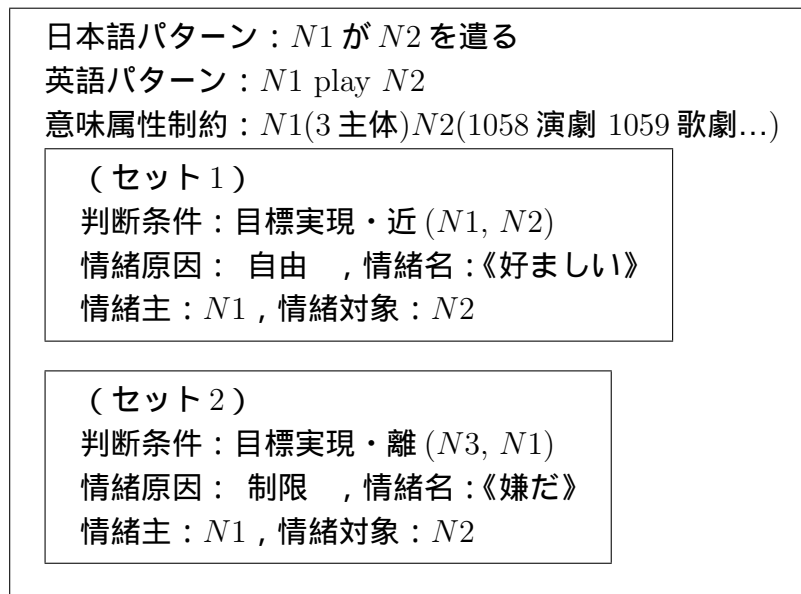 日本語パターン：N1 が N2 を遣る
英語パターン：N1 play N2
意味属性制約：N1(3 主体)N2(1058 演劇 1059 歌劇...)
（セット 1）
判断条件：目標実現・近 (N1, N2)
情緒原因： 自由 , 情緒名：《好ましい》
情緒主：N1 , 情緒対象：N2
（セット 2）
判断条件：目標実現・離 (N3, N1)
情緒原因： 制限 , 情緒名：《嫌だ》
情緒主：N1 , 情緒対象：N2